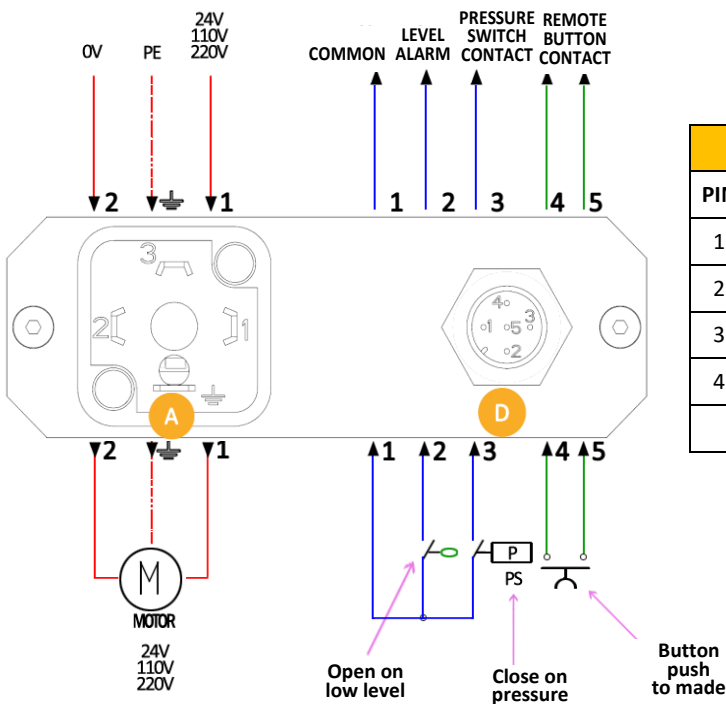 0V
PE
24V
110V
220V
COMMON
LEVEL
ALARM
PRESSURE
SWITCH
CONTACT
REMOTE
BUTTON
CONTACT
2
1
1
2
3
4
5
3
2
1
4
3
1
5
2
A
D
2
1
1
2
3
4
5
M
MOTOR
24V
110V
220V
P
PS
Open on
low level
Close on
pressure
Button
push
to made
1
2
3
4